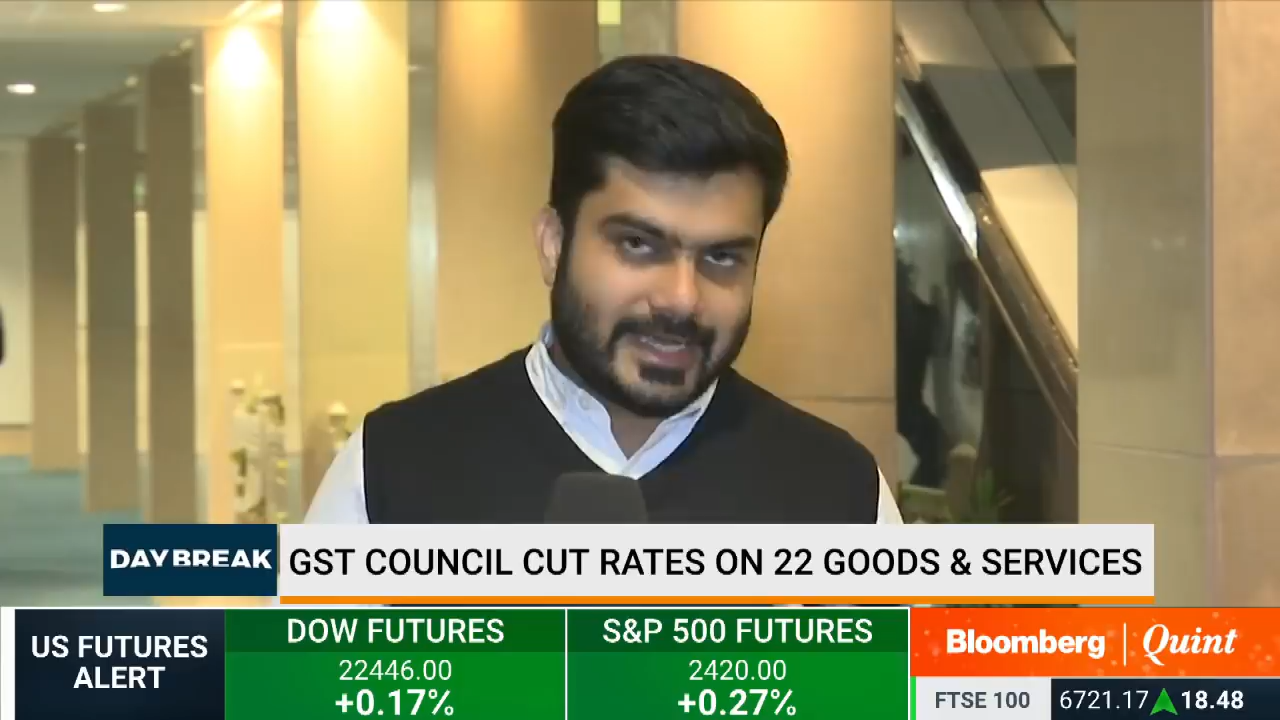 DAYBREAK
GST COUNCIL CUT RATES ON 22 GOODS & SERVICES
US FUTURES
ALERT
DOW FUTURES
22446.00
+0.17%
S&P 500 FUTURES
2420.00
+0.27%
Bloomberg | Quint
FTSE 100 6721.17 18.48